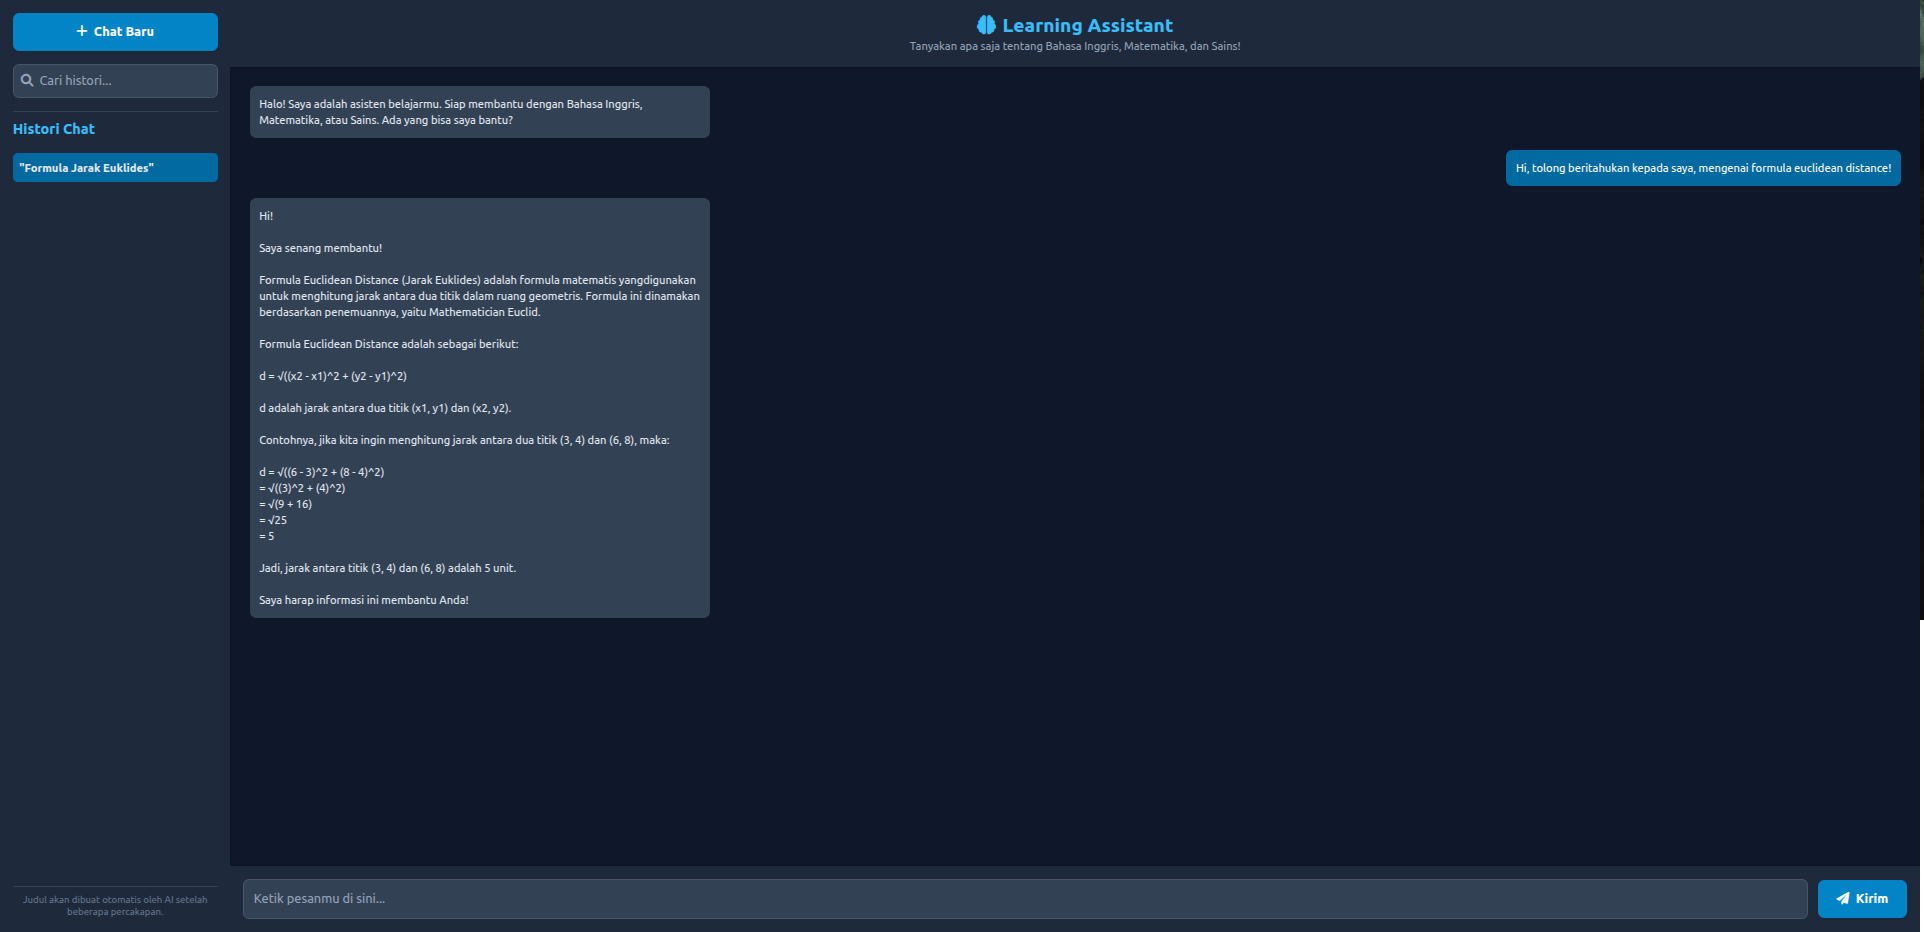 Chat Baru
Cari histori...
Histori Chat
"Formula Jarak Euklides"
Judul akan dibuat otomatis oleh AI setelah
beberapa percakapan.
Learning Assistant
Tanyakan apa saja tentang Bahasa Inggris, Matematika, dan Sains!
Halo! Saya adalah asisten belajarmu. Siap membantu dengan Bahasa Inggris,
Matematika, atau Sains. Ada yang bisa saya bantu?
Hi, tolong beritahukan kepada saya, mengenai formula euclidean distance!
Hi!
Saya senang membantu!
Formula Euclidean Distance (Jarak Euklides) adalah formula matematis yangdigunakan
untuk menghitung jarak antara dua titik dalam ruang geometris. Formula ini dinamakan
berdasarkan penemuannya, yaitu Mathematician Euclid.
Formula Euclidean Distance adalah sebagai berikut:
d = √((x2 - x1)^2 + (y2 - y1)^2)
d adalah jarak antara dua titik (x1, y1) dan (x2, y2).
Contohnya, jika kita ingin menghitung jarak antara dua titik (3, 4) dan (6, 8), maka:
d = √((6 - 3)^2 + (8 - 4)^2)
= √((3)^2 + (4)^2)
= √(9 + 16)
= √25
= 5
Jadi, jarak antara titik (3, 4) dan (6, 8) adalah 5 unit.
Saya harap informasi ini membantu Anda!
Ketik pesanmu di sini...
Kirim